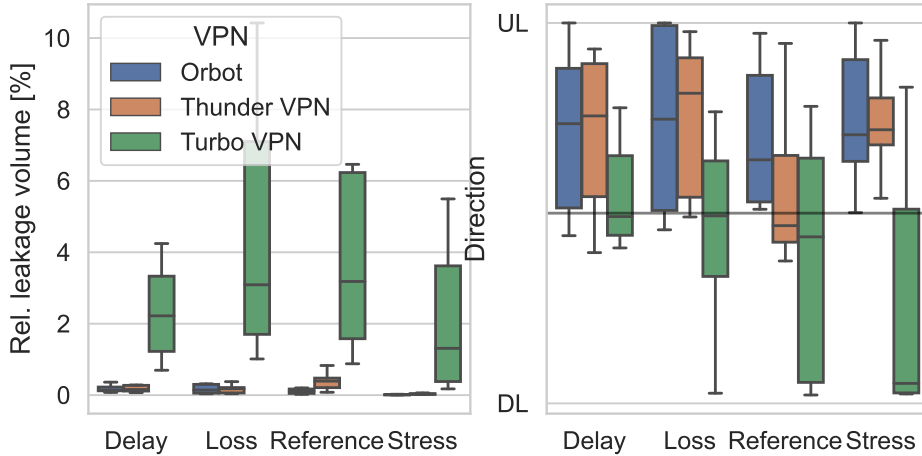 Rel. leakage volume [%]
10
8
6
4
2
0
VPN
Orbot
Thunder VPN
Turbo VPN
Delay Loss Reference Stress
Direction
UL
DL
Delay Loss Reference Stress